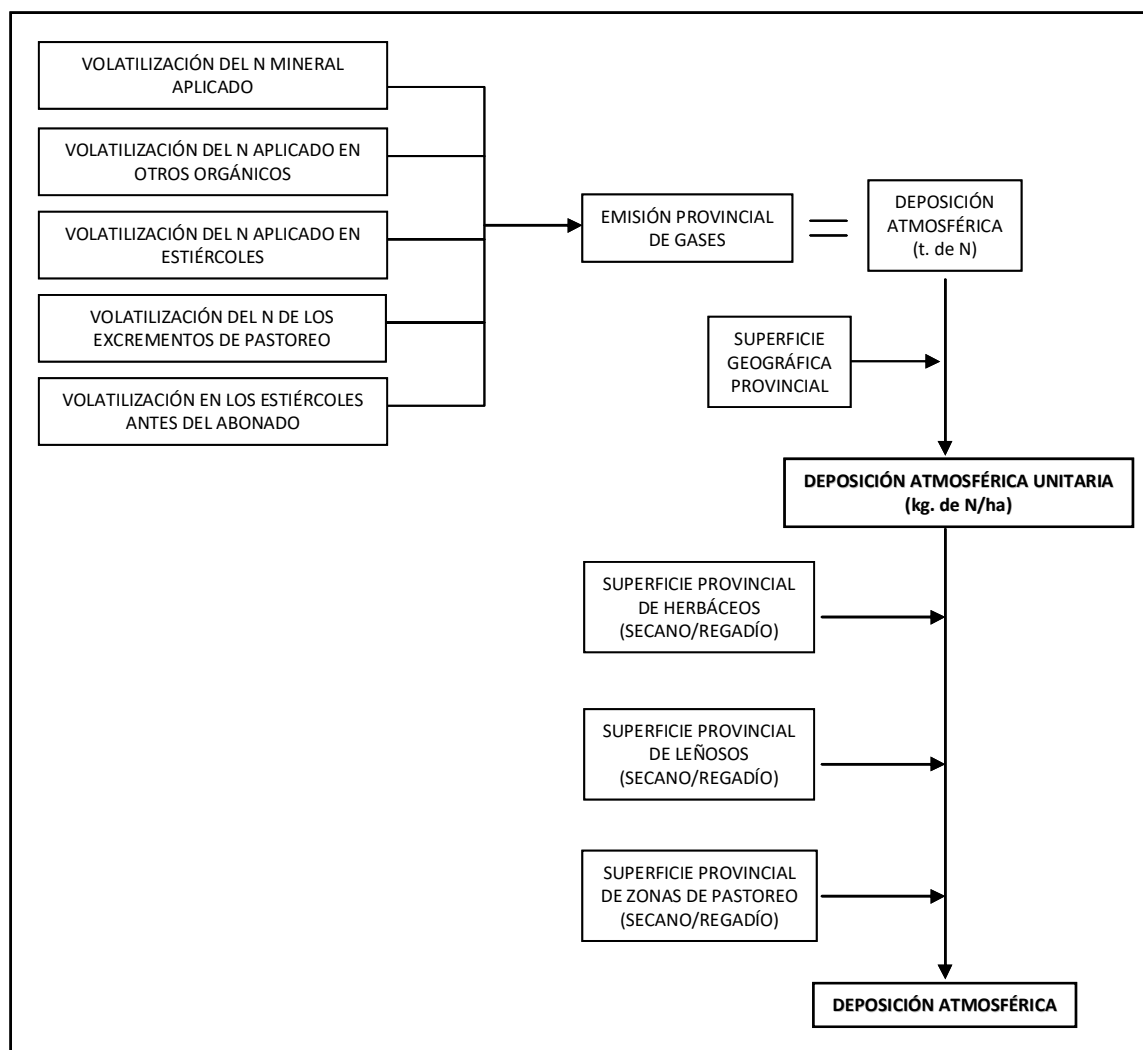 VOLATILIZACIÓN DEL N MINERAL
APLICADO
VOLATILIZACIÓN DEL N APLICADO EN
OTROS ORGÁNICOS
VOLATILIZACIÓN DEL N APLICADO EN
ESTIÉRCOLES
VOLATILIZACIÓN DEL N DE LOS
EXCREMENTOS DE PASTOREO
VOLATILIZACIÓN EN LOS ESTIÉRCOLES
ANTES DEL ABONADO
EMISIÓN PROVINCIAL
DE GASES
=
DEPOSICIÓN
ATMOSFÉRICA
(t. de N)
SUPERFICIE
GEOGRÁFICA
PROVINCIAL
DEPOSICIÓN ATMOSFÉRICA UNITARIA
(kg. de N/ha)
SUPERFICIE PROVINCIAL
DE HERBÁCEOS
(SECANO/REGADÍO)
SUPERFICIE PROVINCIAL
DE LEÑOSOS
(SECANO/REGADÍO)
SUPERFICIE PROVINCIAL
DE ZONAS DE PASTOREO
(SECANO/REGADÍO)
DEPOSICIÓN ATMOSFÉRICA